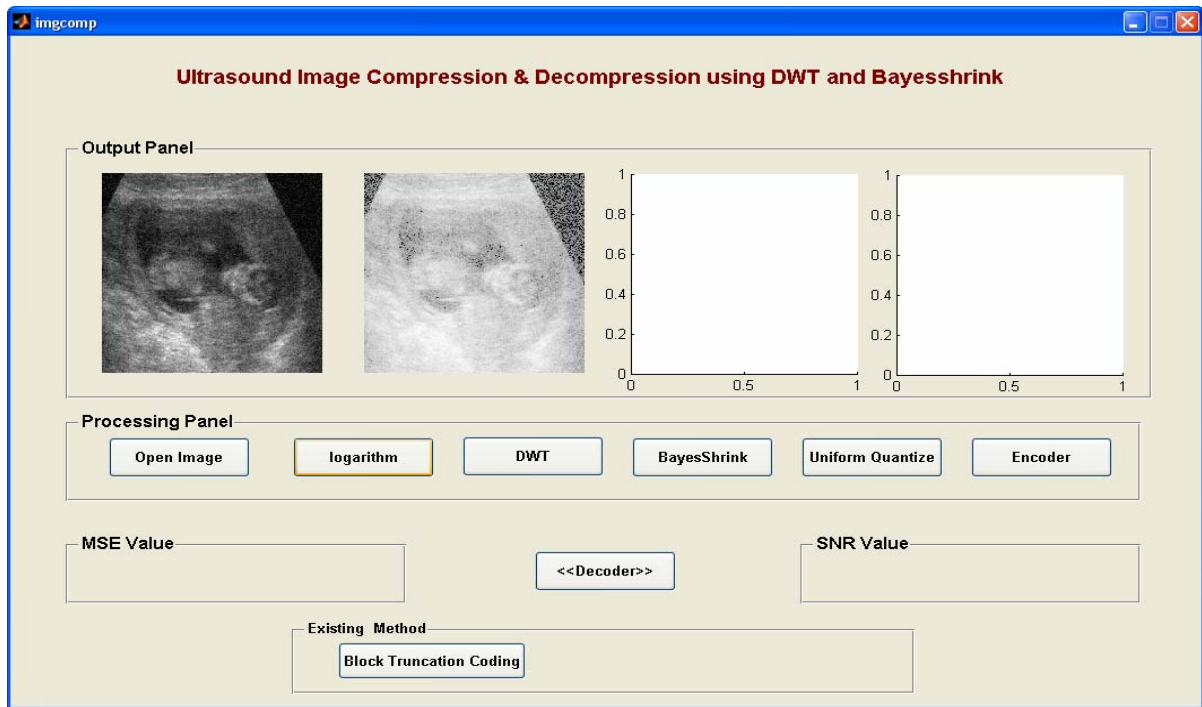 imgcomp
Ultrasound Image Compression & Decompression using DWT and Bayesshrink
Output Panel
1
0.8
0.6
0.4
0.2
0
0 0.5 1
1
0.8
0.6
0.4
0.2
0
0 0.5 1
Processing Panel
Open Image logarithm DWT BayesShrink Uniform Quantize Encoder
MSE Value
<<Decoder>>
SNR Value
Existing Method
Block Truncation Coding